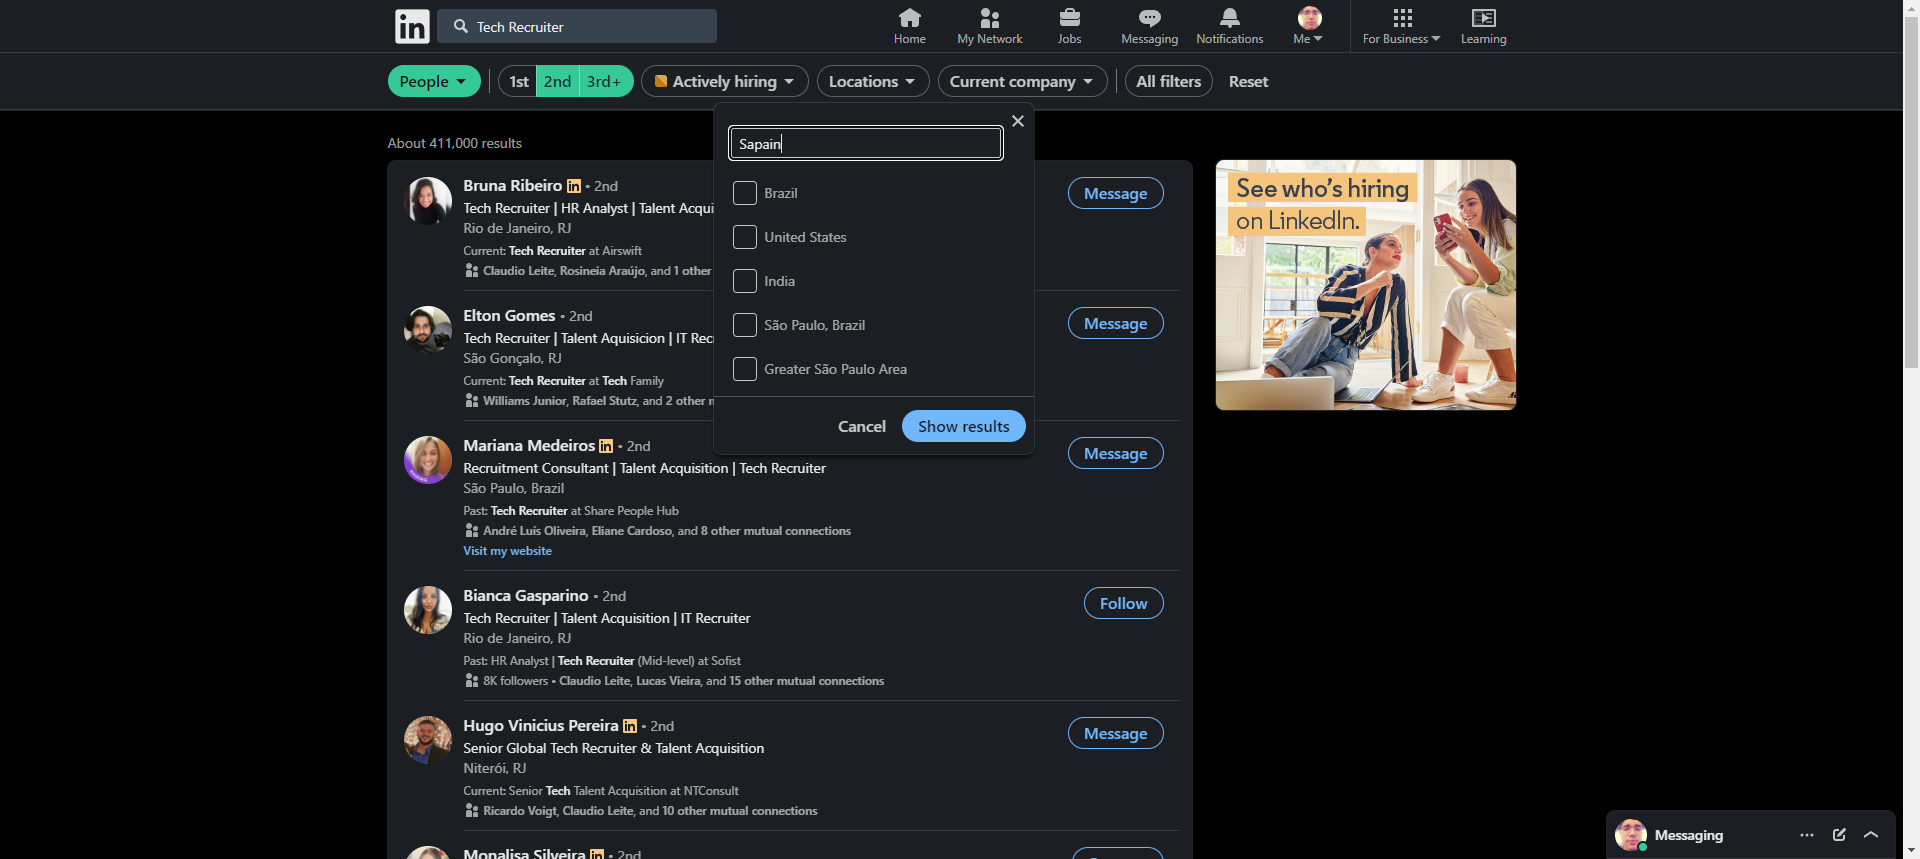 in
Tech Recruiter
Home
My Network
Jobs
Messaging
Notifications
Me
For Business
Learning
People
1st
2nd
3rd+
Actively hiring
Locations
Current company
All filters
Reset
About 411,000 results
Sapain
Brazil
United States
India
São Paulo, Brazil
Greater São Paulo Area
Cancel
Show results
Bruna Ribeiro in • 2nd
Tech Recruiter | HR Analyst | Talent Acqui
Rio de Janeiro, RJ
Current: Tech Recruiter at Airswift
Claudio Leite, Rosineia Araújo, and 1 other
Message
Elton Gomes • 2nd
Tech Recruiter | Talent Aquisicion | IT Rec
São Gonçalo, RJ
Current: Tech Recruiter at Tech Family
Williams Junior, Rafael Stutz, and 2 other
Message
Mariana Medeiros in • 2nd
Recruitment Consultant | Talent Acquisition | Tech Recruiter
São Paulo, Brazil
Past: Tech Recruiter at Share People Hub
André Luís Oliveira, Eliane Cardoso, and 8 other mutual connections
Visit my website
Message
Bianca Gasparino • 2nd
Tech Recruiter | Talent Acquisition | IT Recruiter
Rio de Janeiro, RJ
Past: HR Analyst | Tech Recruiter (Mid-level) at Sofist
8K followers • Claudio Leite, Lucas Vieira, and 15 other mutual connections
Follow
Hugo Vinicius Pereira in • 2nd
Senior Global Tech Recruiter & Talent Acquisition
Niterói, RJ
Current: Senior Tech Talent Acquisition at NTConsult
Ricardo Voigt, Claudio Leite, and 10 other mutual connections
Message
Monalisa Silveira in • 2nd
See who's hiring
on LinkedIn.
Messaging